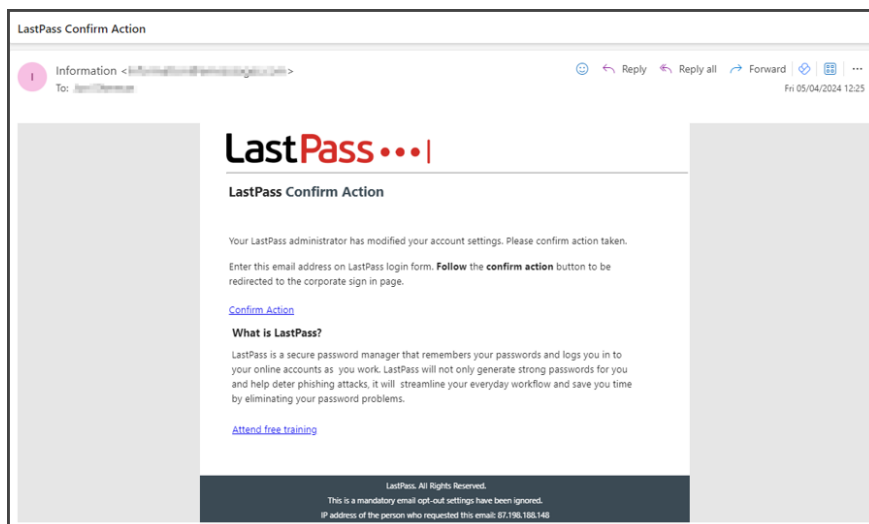 LastPass Confirm Action
I
Information <
>
Reply
Reply all
Forward
To:
Fri 05/04/2024 12:25
LastPass
LastPass Confirm Action
Your LastPass administrator has modified your account settings. Please confirm action taken.
Enter this email address on LastPass login form. Follow the confirm action button to be
redirected to the corporate sign in page.
Confirm Action
What is LastPass?
LastPass is a secure password manager that remembers your passwords and logs you in to
your online accounts as you work. LastPass will not only generate strong passwords for you
and help deter phishing attacks, it will streamline your everyday workflow and save you time
by eliminating your password problems.
Attend free training
LastPass. All Rights Reserved.
This is a mandatory email opt-out settings have been ignored.
IP address of the person who requested this email: 87.198.188.148